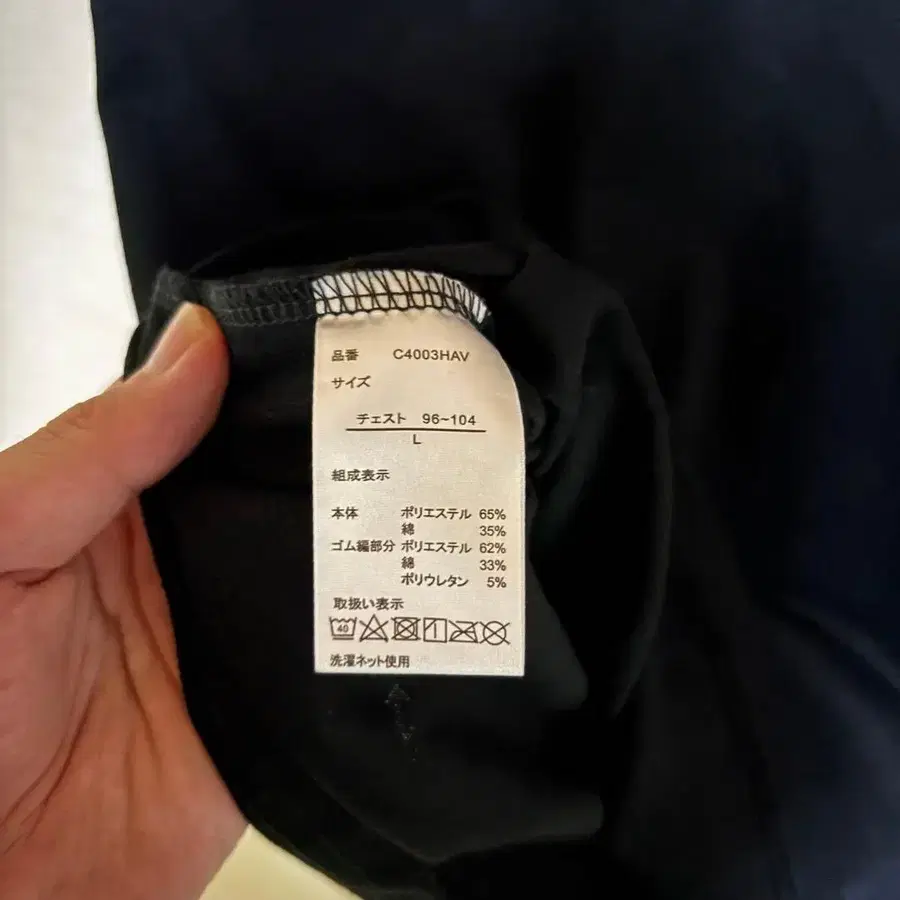 品番 C4003HAV
サイズ
チェスト 96~104
L
組成表示
本体 ポリエステル 65%
綿 35%
ゴム編部分 ポリエステル 62%
綿 33%
ポリウレタン 5%
取扱い表示
40
洗濯ネット使用